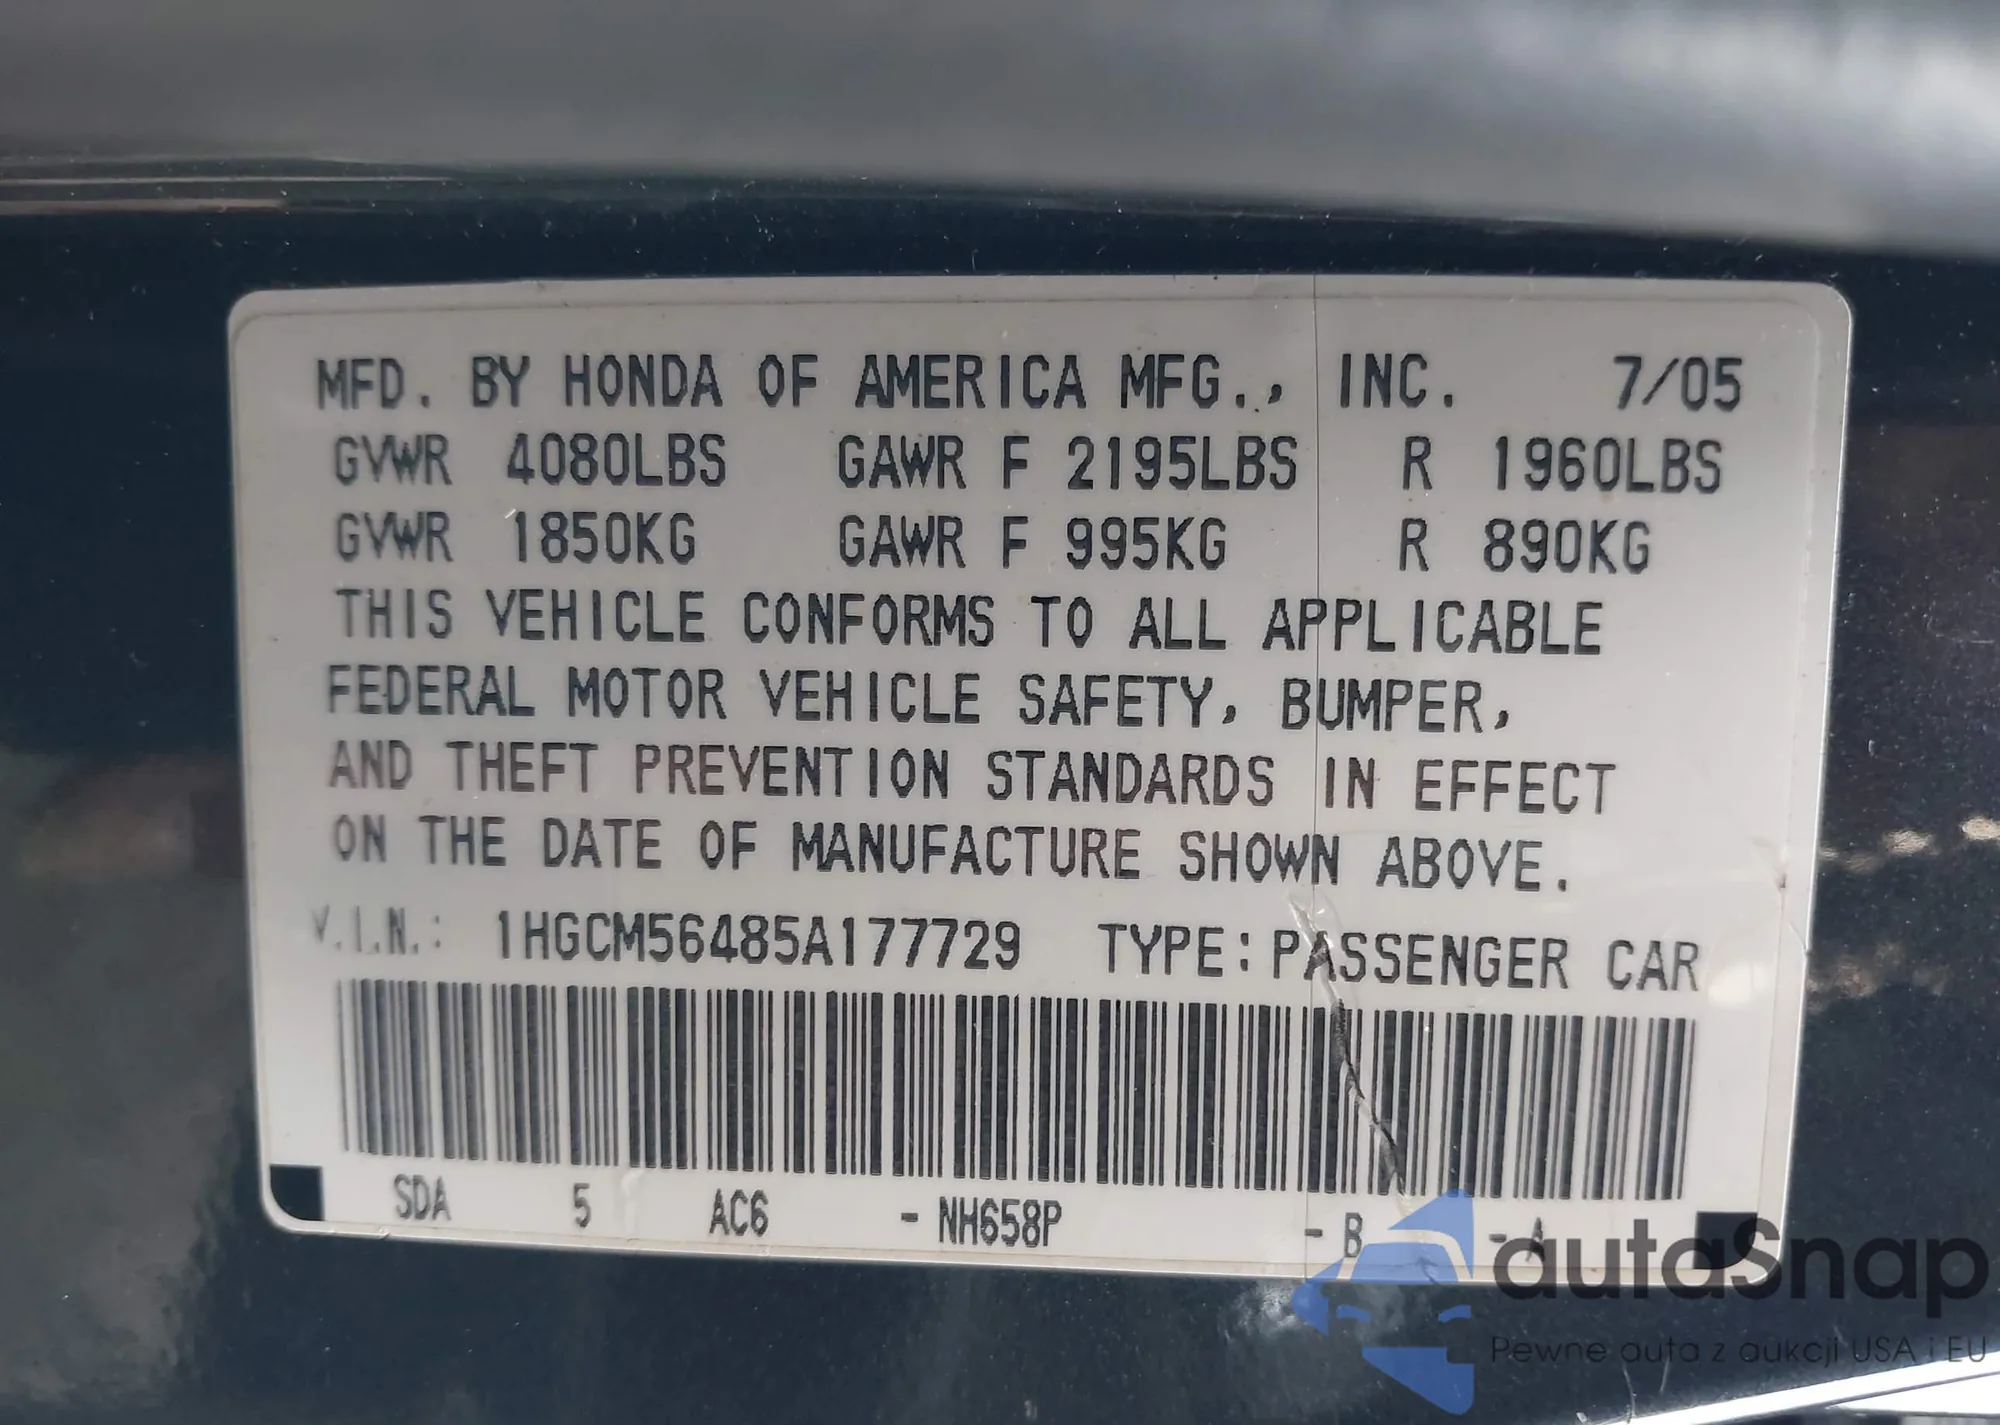 MFD. BY HONDA OF AMERICA MFG., INC. 7/05
GVWR 4080LBS GAWR F 2195LBS R 1960LBS
GVWR 1850KG GAWR F 995KG R 890KG
THIS VEHICLE CONFORMS TO ALL APPLICABLE
FEDERAL MOTOR VEHICLE SAFETY, BUMPER,
AND THEFT PREVENTION STANDARDS IN EFFECT
ON THE DATE OF MANUFACTURE SHOWN ABOVE.
V.I.N.: 1HGCM56485A177729 TYPE: PASSENGER CAR
SDA 5 AC6 - NH658P - B - A
autoSnap
Pewne auta z aukcji USA i EU